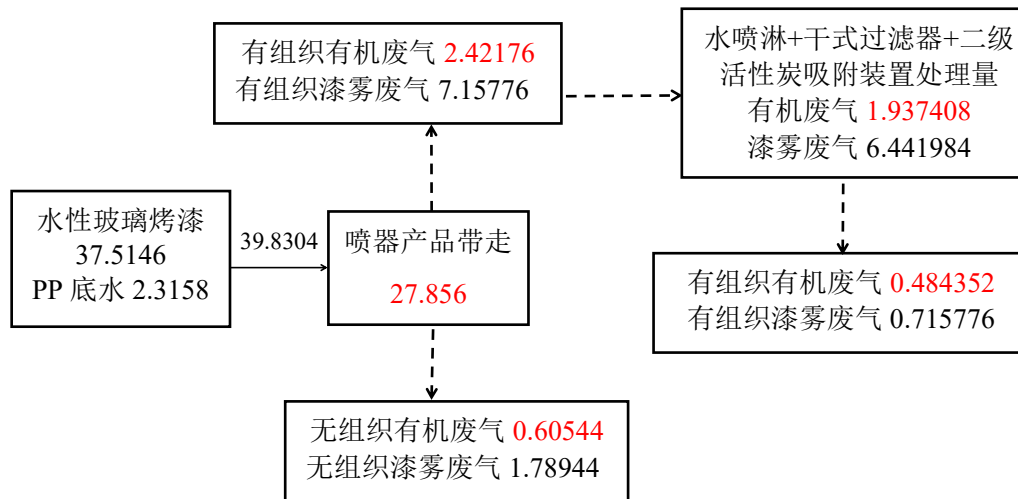 有组织有机废气 2.42176
有组织漆雾废气 7.15776
水喷淋+干式过滤器+二级
活性炭吸附装置处理量
有机废气 1.937408
漆雾废气 6.441984
水性玻璃烤漆
37.5146
PP 底水 2.3158
39.8304
喷器产品带走
27.856
有组织有机废气 0.484352
有组织漆雾废气 0.715776
无组织有机废气 0.60544
无组织漆雾废气 1.78944